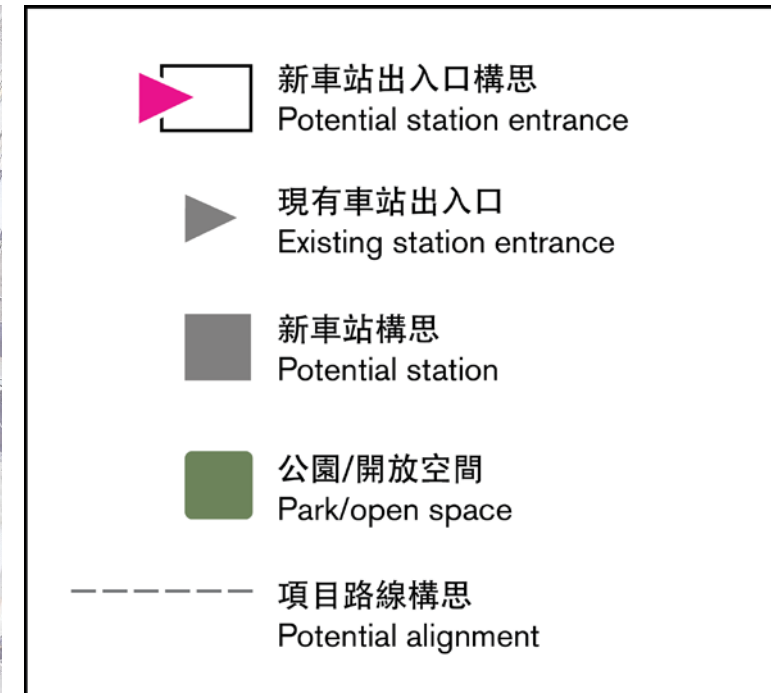 新車站出入口構思
Potential station entrance
現有車站出入口
Existing station entrance
新車站構思
Potential station
公園/開放空間
Park/open space
項目路線構思
Potential alignment